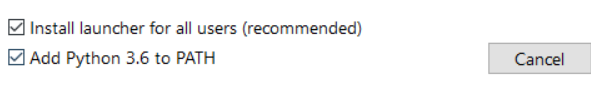 Install launcher for all users (recommended)
Add Python 3.6 to PATH
Cancel